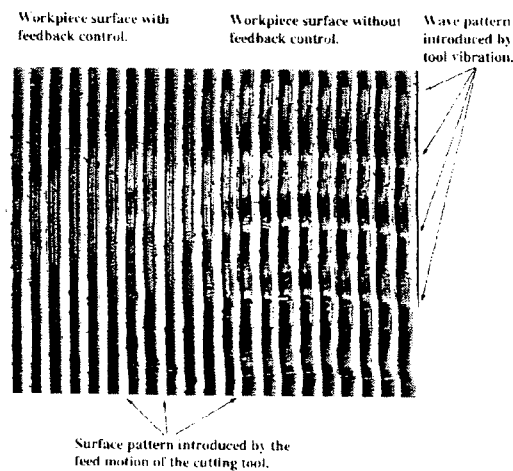 Workpiece surface with
feedback control.
Workpiece surface without
feedback control.
Wave pattern
introduced by
tool vibration.
Surface pattern introduced by the
feed motion of the cutting tool.